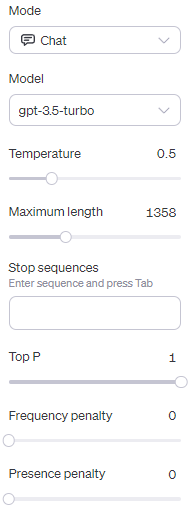 Mode
Chat
Model
gpt-3.5-turbo
Temperature 0.5
Maximum length 1358
Stop sequences
Enter sequence and press Tab
Top P 1
Frequency penalty 0
Presence penalty 0